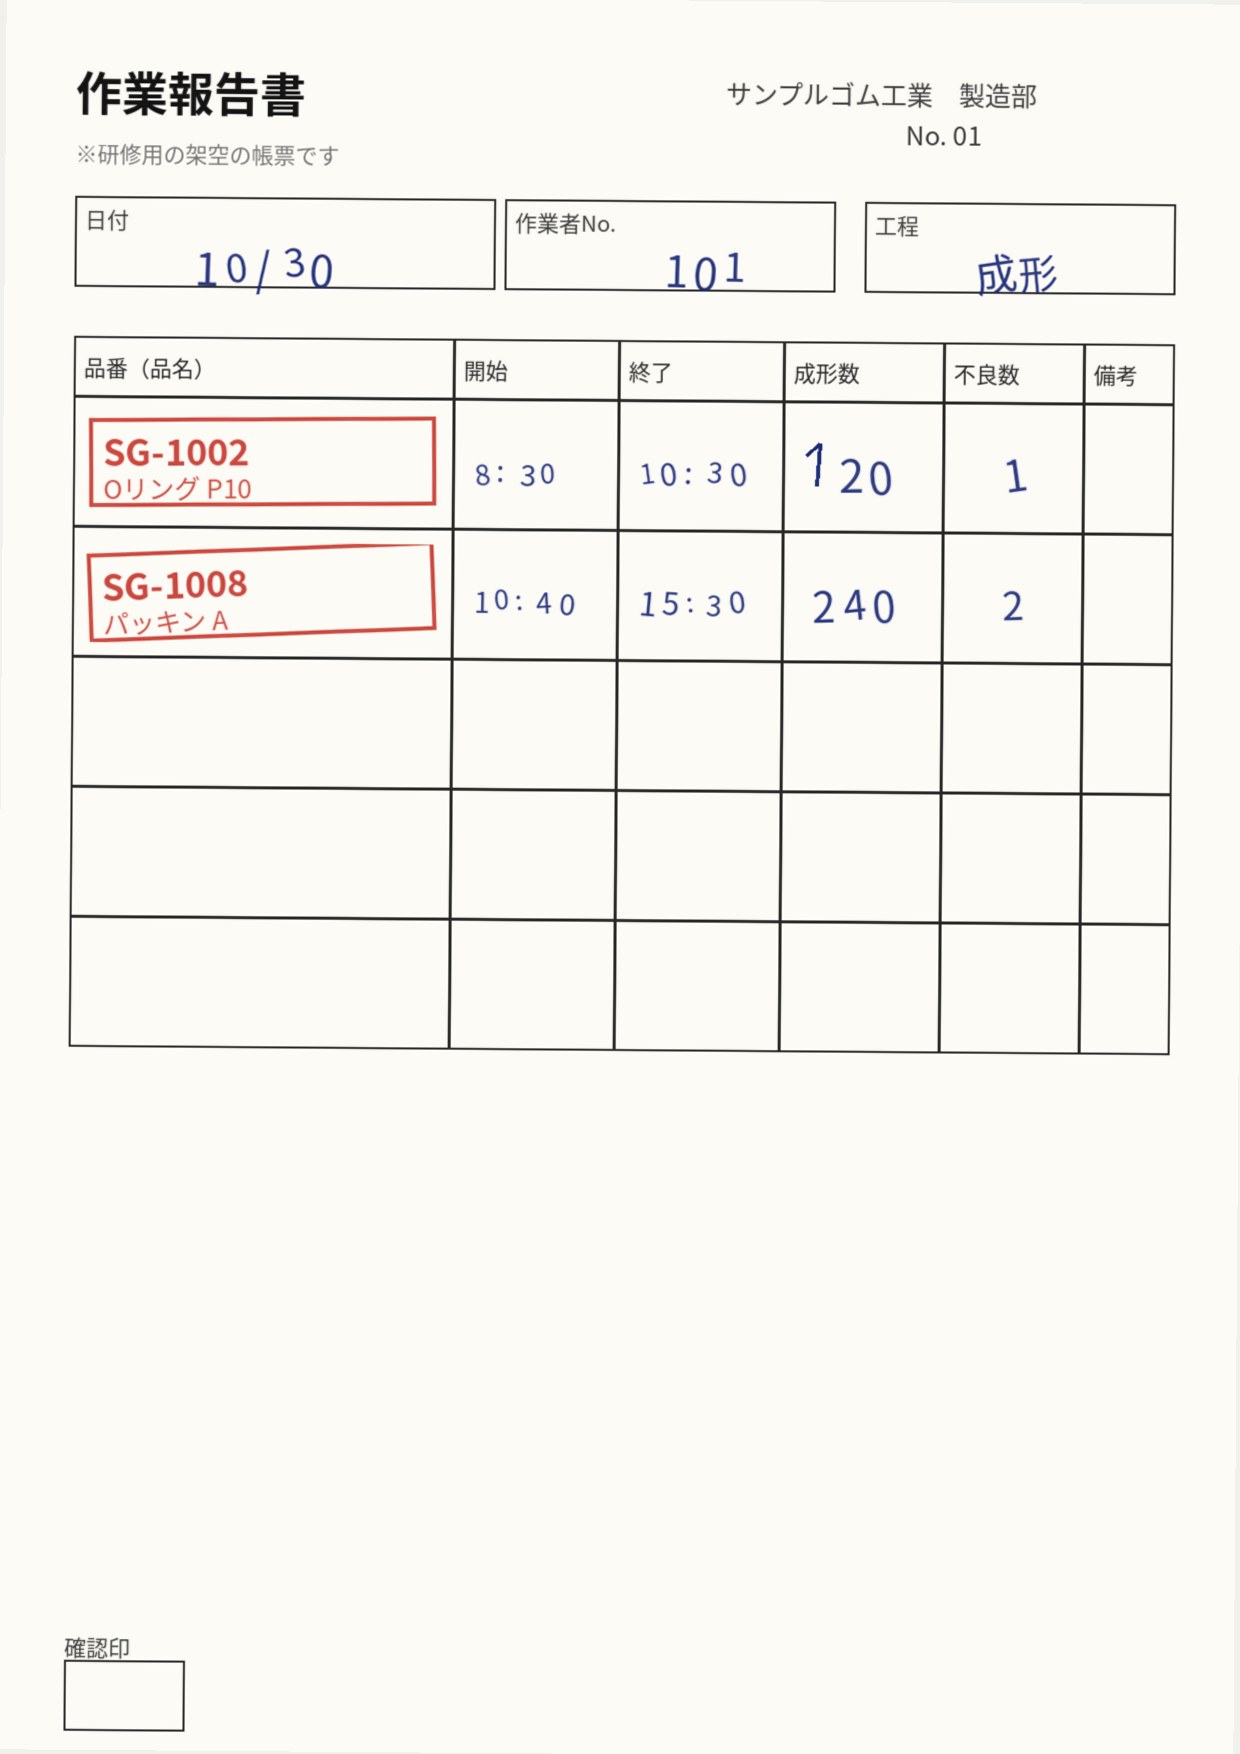 作業報告書
サンプルゴム工業　製造部
No. 01
※研修用の架空の帳票です
日付 作業者No. 工程
10/30 101 成形
品番（品名） 開始 終了 成形数 不良数 備考
SG-1002
Oリング P10 8:30 10:30 120 1
SG-1008
パッキン A 10:40 15:30 240 2
確認印